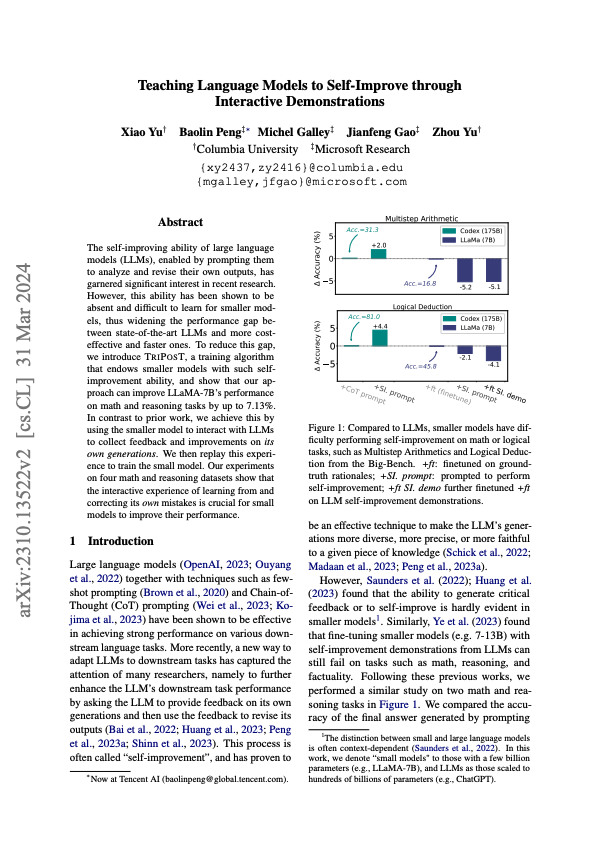 Teaching Language Models to Self-Improve through
Interactive Demonstrations
Xiao Yu† Baolin Peng‡* Michel Galley‡ Jianfeng Gao‡ Zhou Yu†
†Columbia University ‡Microsoft Research
{xy2437,zy2416}@columbia.edu
{mgalley,jfgao}@microsoft.com
arXiv:2310.13522v2 [cs.CL] 31 Mar 2024
Abstract
The self-improving ability of large language
models (LLMs), enabled by prompting them
to analyze and revise their own outputs, has
garnered significant interest in recent research.
However, this ability has been shown to be
absent and difficult to learn for smaller mod-
els, thus widening the performance gap be-
tween state-of-the-art LLMs and more cost-
effective and faster ones. To reduce this gap,
we introduce TRIPOST, a training algorithm
that endows smaller models with such self-
improvement ability, and show that our ap-
proach can improve LLaMA-7B's performance
on math and reasoning tasks by up to 7.13%.
In contrast to prior work, we achieve this by
using the smaller model to interact with LLMs
to collect feedback and improvements on its
own generations. We then replay this experi-
ence to train the small model. Our experiments
on four math and reasoning datasets show that
the interactive experience of learning from and
correcting its own mistakes is crucial for small
models to improve their performance.
1 Introduction
Large language models (OpenAI, 2023; Ouyang
et al., 2022) together with techniques such as few-
shot prompting (Brown et al., 2020) and Chain-of-
Thought (CoT) prompting (Wei et al., 2023; Ko-
jima et al., 2023) have been shown to be effective
in achieving strong performance on various down-
stream language tasks. More recently, a new way to
adapt LLMs to downstream tasks has captured the
attention of many researchers, namely to further
enhance the LLM's downstream task performance
by asking the LLM to provide feedback on its own
generations and then use the feedback to revise its
outputs (Bai et al., 2022; Huang et al., 2023; Peng
et al., 2023a; Shinn et al., 2023). This process is
often called "self-improvement", and has proven to
*Now at Tencent AI (baolinpeng@global.tencent.com).
Multistep Arithmetic
Δ Accuracy (%)
5
0
−5
Acc.=31.3
+2.0
Acc.=16.8
-5.2
-5.1
Codex (175B)
LLaMa (7B)
Logical Deduction
Δ Accuracy (%)
5
0
−5
Acc.=81.0
+4.4
Acc.=45.8
-2.1
-4.1
Codex (175B)
LLaMa (7B)
+CoT prompt
+SI. prompt
+ft (finetune)
+SI. prompt
+ft SI. demo
Figure 1: Compared to LLMs, smaller models have dif-
ficulty performing self-improvement on math or logical
tasks, such as Multistep Arithmetic and Logical Deduc-
tion from the Big-Bench. +ft: finetuned on ground-
truth rationales; +SI. prompt: prompted to perform
self-improvement; +ft SI. demo further finetuned +ft
on LLM self-improvement demonstrations.
be an effective technique to make the LLM's gener-
ations more diverse, more precise, or more faithful
to a given piece of knowledge (Schick et al., 2022;
Madaan et al., 2023; Peng et al., 2023a).
However, Saunders et al. (2022); Huang et al.
(2023) found that the ability to generate critical
feedback or to self-improve is hardly evident in
smaller models¹. Similarly, Ye et al. (2023) found
that fine-tuning smaller models (e.g. 7-13B) with
self-improvement demonstrations from LLMs can
still fail on tasks such as math, reasoning, and
factuality. Following these previous works, we
performed a similar study on two math and rea-
soning tasks in Figure 1. We compared the accu-
racy of the final answer generated by prompting
¹The distinction between small and large language models
is often context-dependent (Saunders et al., 2022). In this
work, we denote "small models" to those with a few billion
parameters (e.g., LLaMA-7B), and LLMs as those scaled to
hundreds of billions of parameters (e.g., ChatGPT).